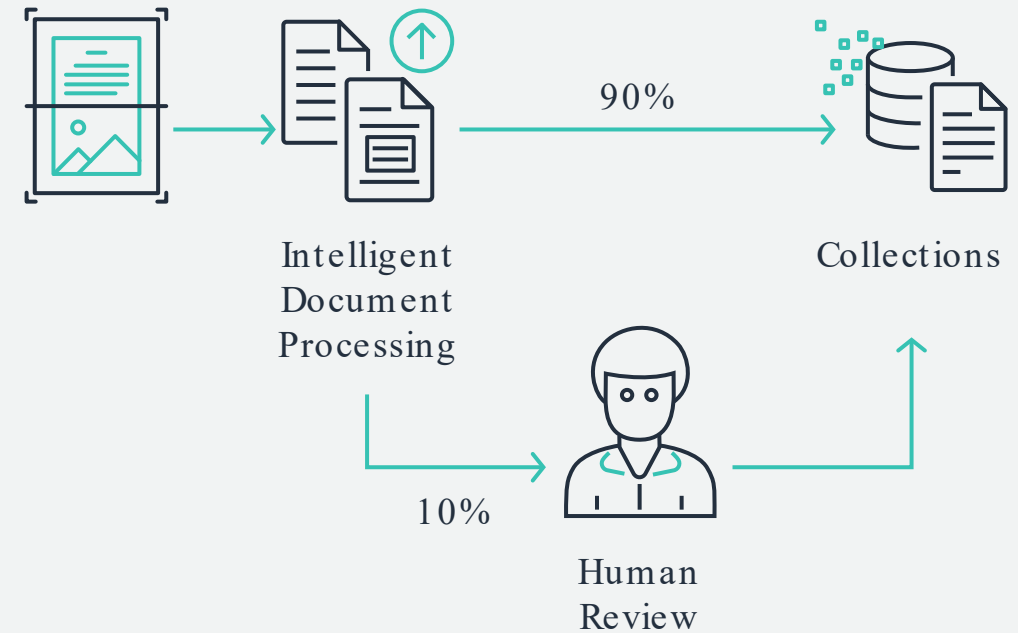 90%
Intelligent
Document
Processing
Collections
10%
Human
Review